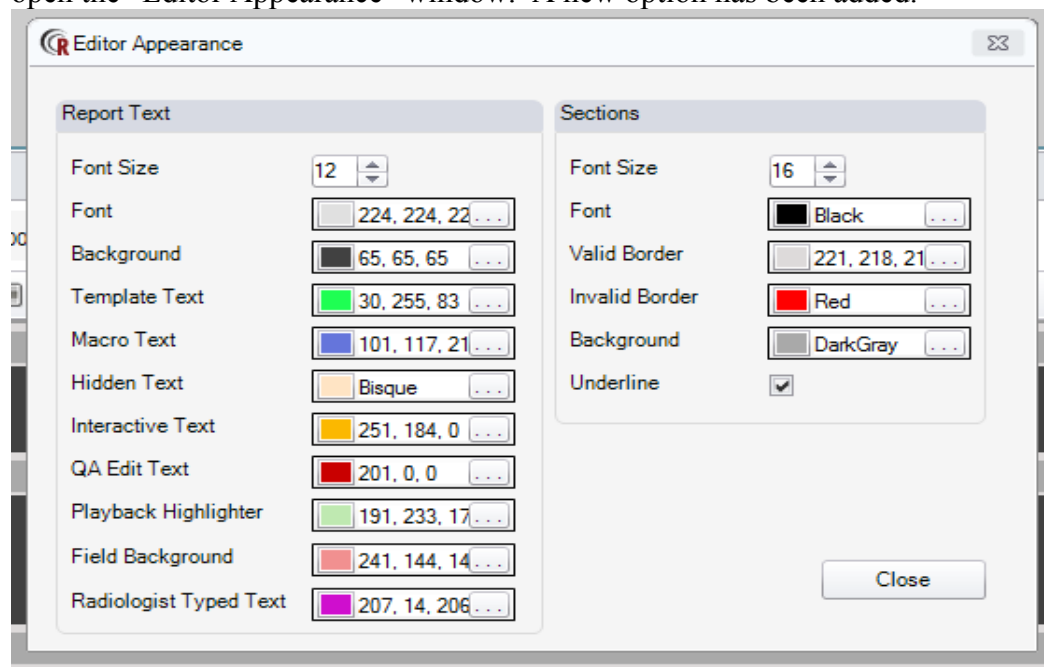 open the "Editor Appearance" window. A new option has been added.
Editor Appearance
Report Text
Font Size 12
Font 224, 224, 22...
Background 65, 65, 65 ...
Template Text 30, 255, 83 ...
Macro Text 101, 117, 21...
Hidden Text Bisque ...
Interactive Text 251, 184, 0 ...
QA Edit Text 201, 0, 0 ...
Playback Highlighter 191, 233, 17...
Field Background 241, 144, 14...
Radiologist Typed Text 207, 14, 206...
Sections
Font Size 16
Font Black ...
Valid Border 221, 218, 21...
Invalid Border Red ...
Background DarkGray ...
Underline
Close